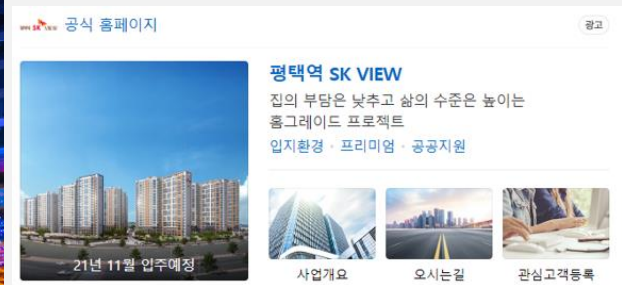 SK VIEW 공식 홈페이지
광고
평택역 SK VIEW
집의 부담은 낮추고 삶의 수준은 높이는
홈그레이드 프로젝트
입지환경 · 프리미엄 · 공공지원
21년 11월 입주예정
사업개요 오시는길 관심고객등록